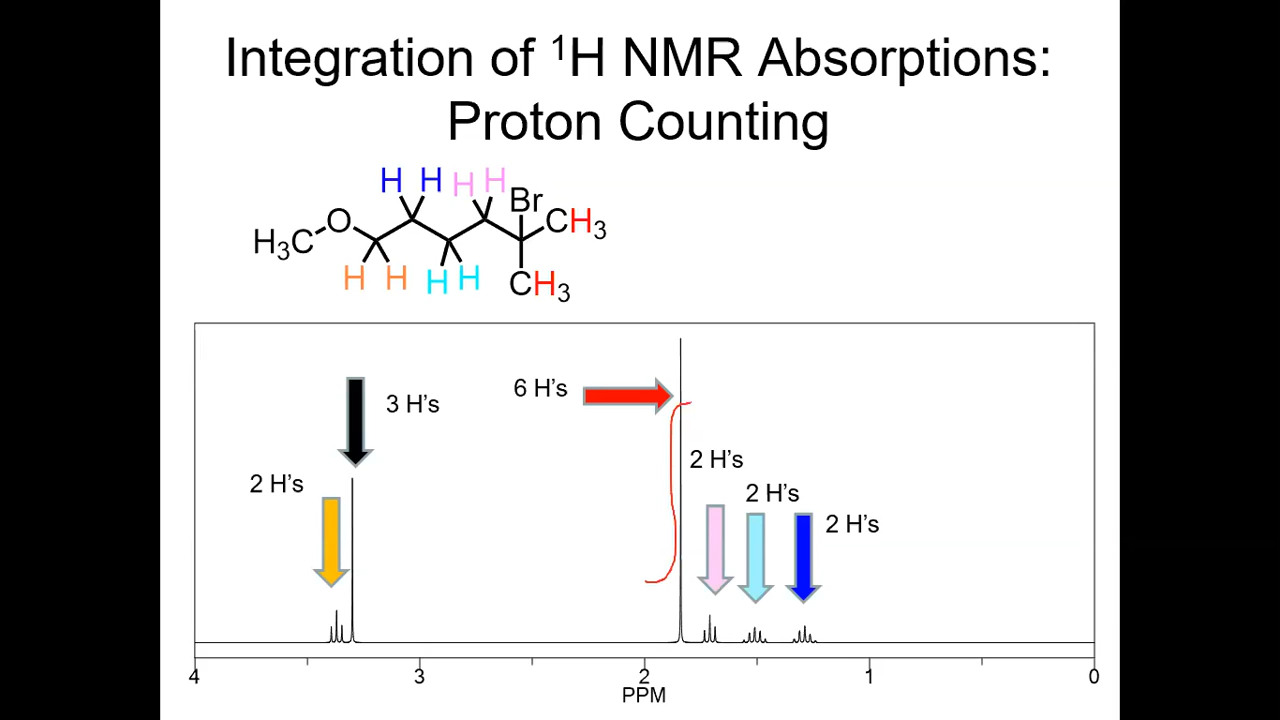 Integration of ¹H NMR Absorptions:
Proton Counting
H H H H
Br
O
CH₃
H₃C
H H H H
CH₃
6 H's
3 H's
2 H's
2 H's
2 H's
2 H's
4 3 2 1 0
PPM